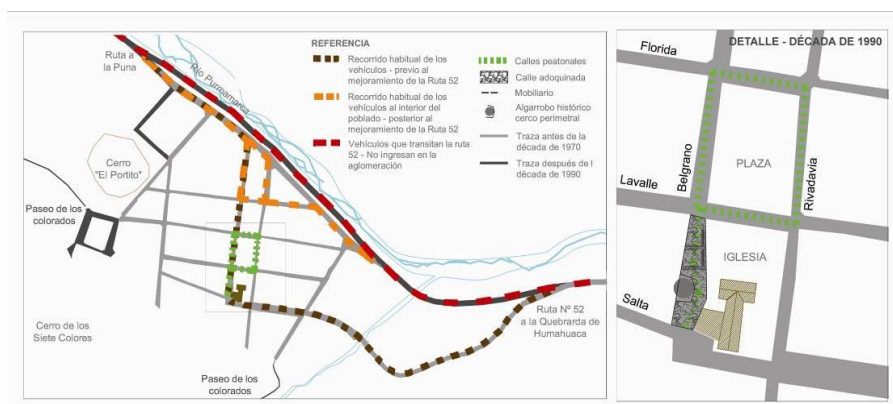 Ruta a
la Puna
Río Purmamarca
Cerro
"El Portito"
Paseo de los
colorados
Cerro de los
Siete Colores
Paseo de los
colorados
Ruta Nº 52
a la Quebrarda de
Humahuaca
REFERENCIA
Recorrido habitual de los
vehículos - previo al
mejoramiento de la Ruta 52
Recorrido habitual de los
vehículos al interior del
poblado - posterior al
mejoramiento de la Ruta 52
Vehículos que transitan la ruta
52 - No ingresan en la
aglomeración
Calles peatonales
Calle adoquinada
Mobiliario
Algarrobo histórico
cerco perimetral
Traza antes de la
década de 1970
Traza después de l
década de 1990
DETALLE - DÉCADA DE 1990
Florida
Belgrano
PLAZA
Rivadavia
Lavalle
IGLESIA
Salta